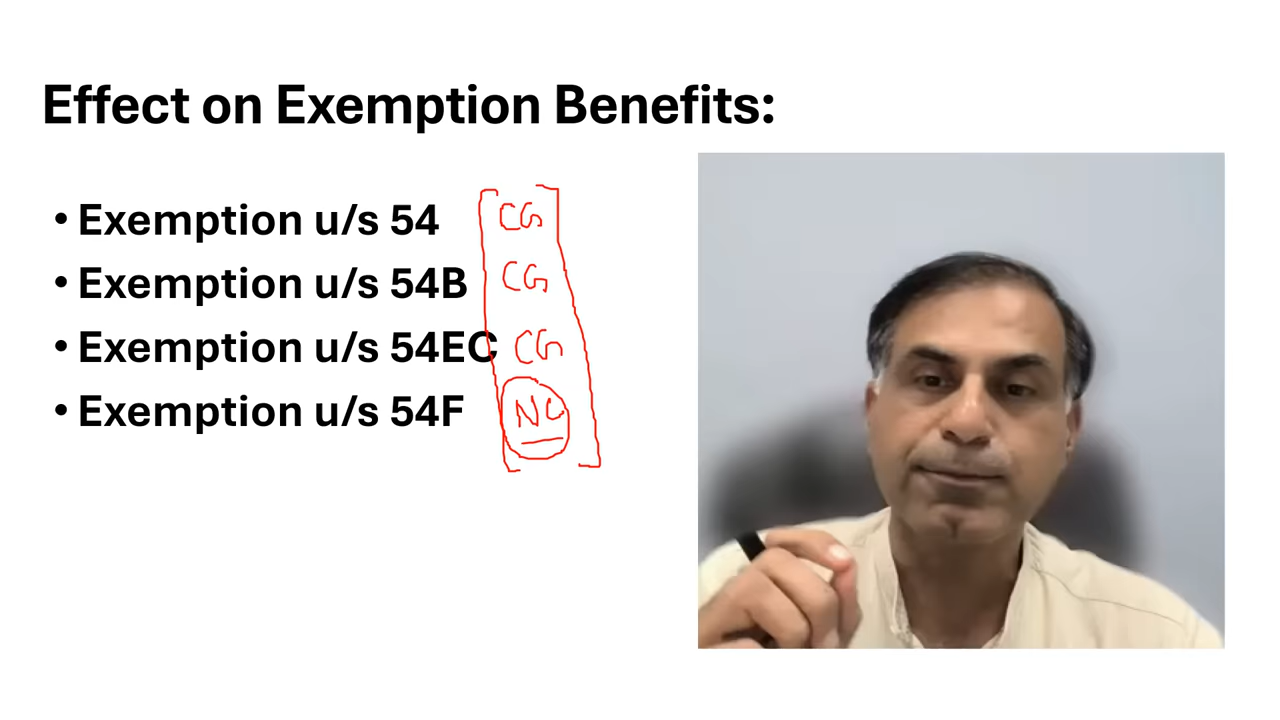 Effect on Exemption Benefits:
• Exemption u/s 54 CG
• Exemption u/s 54B CG
• Exemption u/s 54EC CG
• Exemption u/s 54F NC